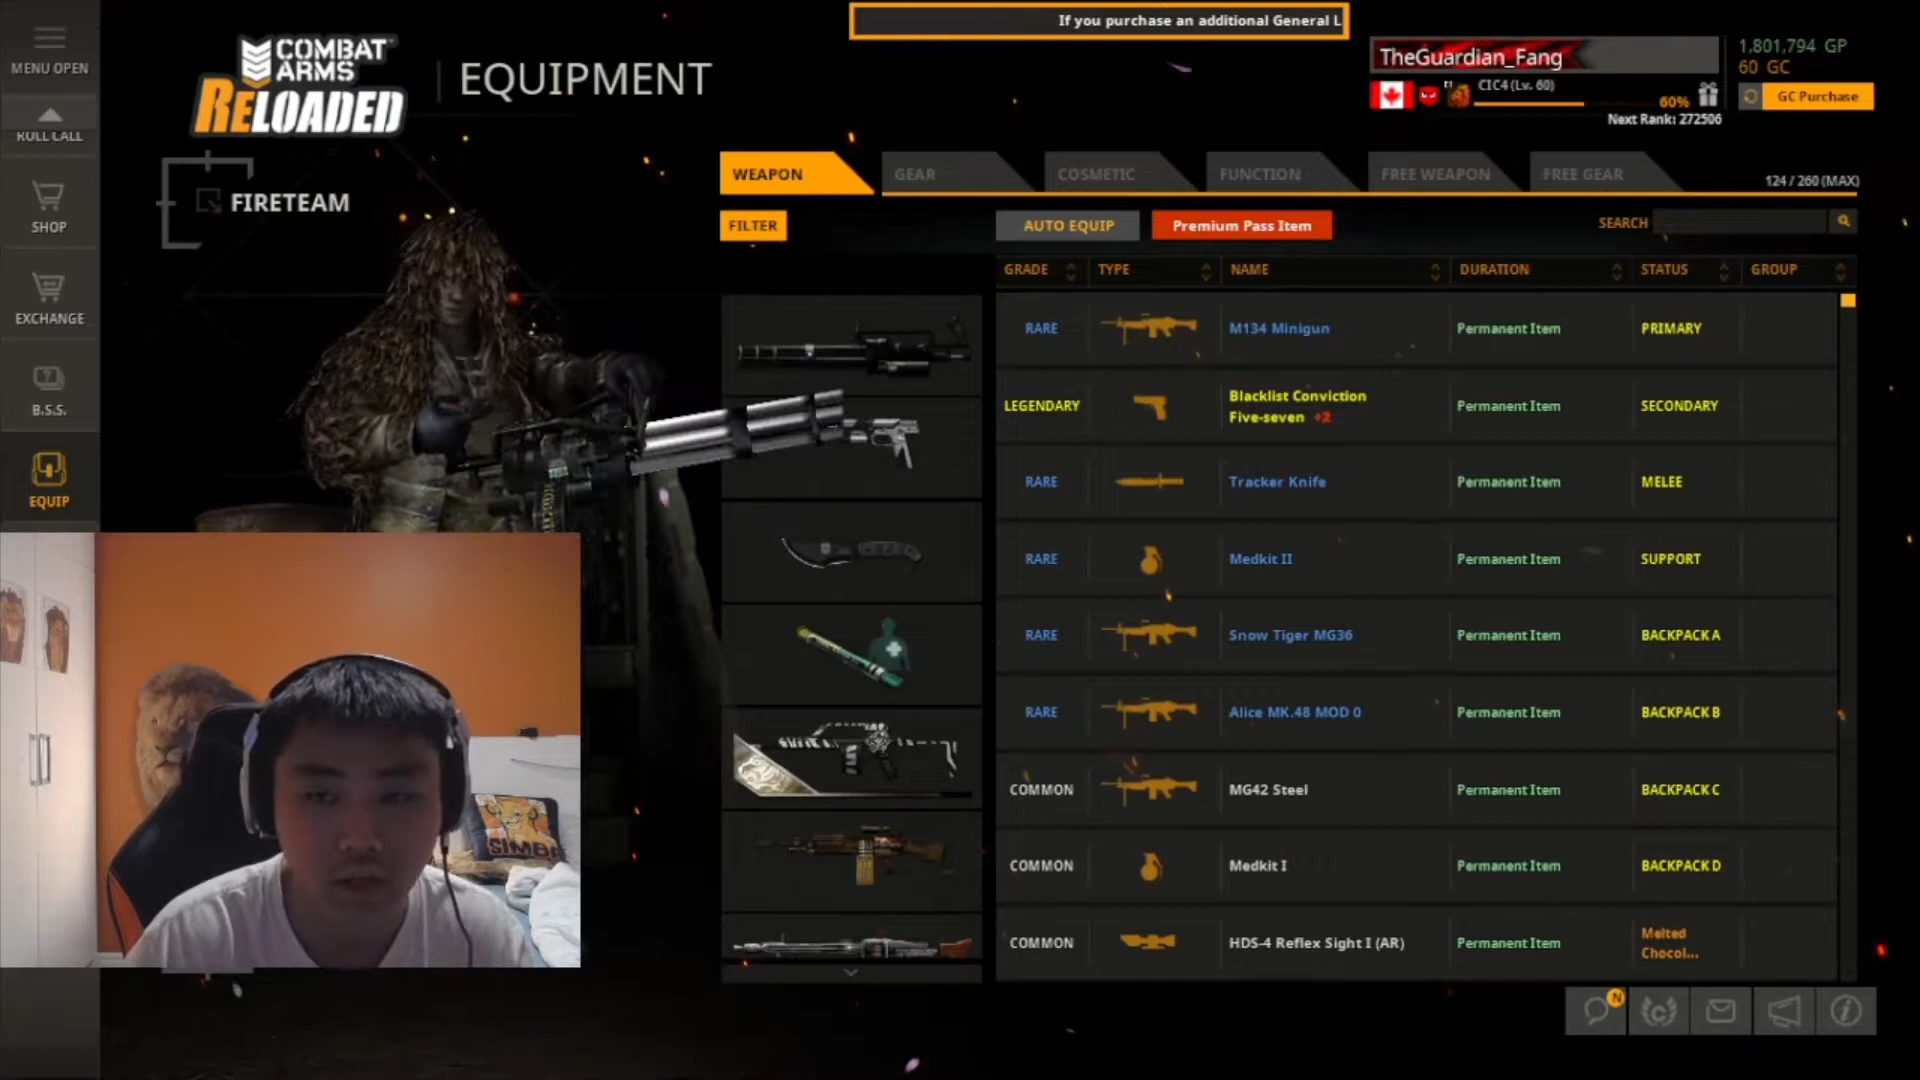 If you purchase an additional General L
MENU OPEN
COMBAT
ARMS
RELOADED
EQUIPMENT
TheGuardian_Fang
CIC4 (Lv. 60)
60%
Next Rank: 272506
1,801,794 GP
60 GC
GC Purchase
ROLL CALL
SHOP
EXCHANGE
B.S.S.
EQUIP
FIRETEAM
WEAPON
GEAR
COSMETIC
FUNCTION
FREE WEAPON
FREE GEAR
124 / 260 (MAX)
FILTER
AUTO EQUIP
Premium Pass Item
SEARCH
GRADE TYPE NAME DURATION STATUS GROUP
RARE M134 Minigun Permanent Item PRIMARY
LEGENDARY Blacklist Conviction Five-seven +2 Permanent Item SECONDARY
RARE Tracker Knife Permanent Item MELEE
RARE Medkit II Permanent Item SUPPORT
RARE Snow Tiger MG36 Permanent Item BACKPACK A
RARE Alice MK.48 MOD 0 Permanent Item BACKPACK B
COMMON MG42 Steel Permanent Item BACKPACK C
COMMON Medkit I Permanent Item BACKPACK D
COMMON HDS-4 Reflex Sight I (AR) Permanent Item Melted Chocol...
SIMBA
N